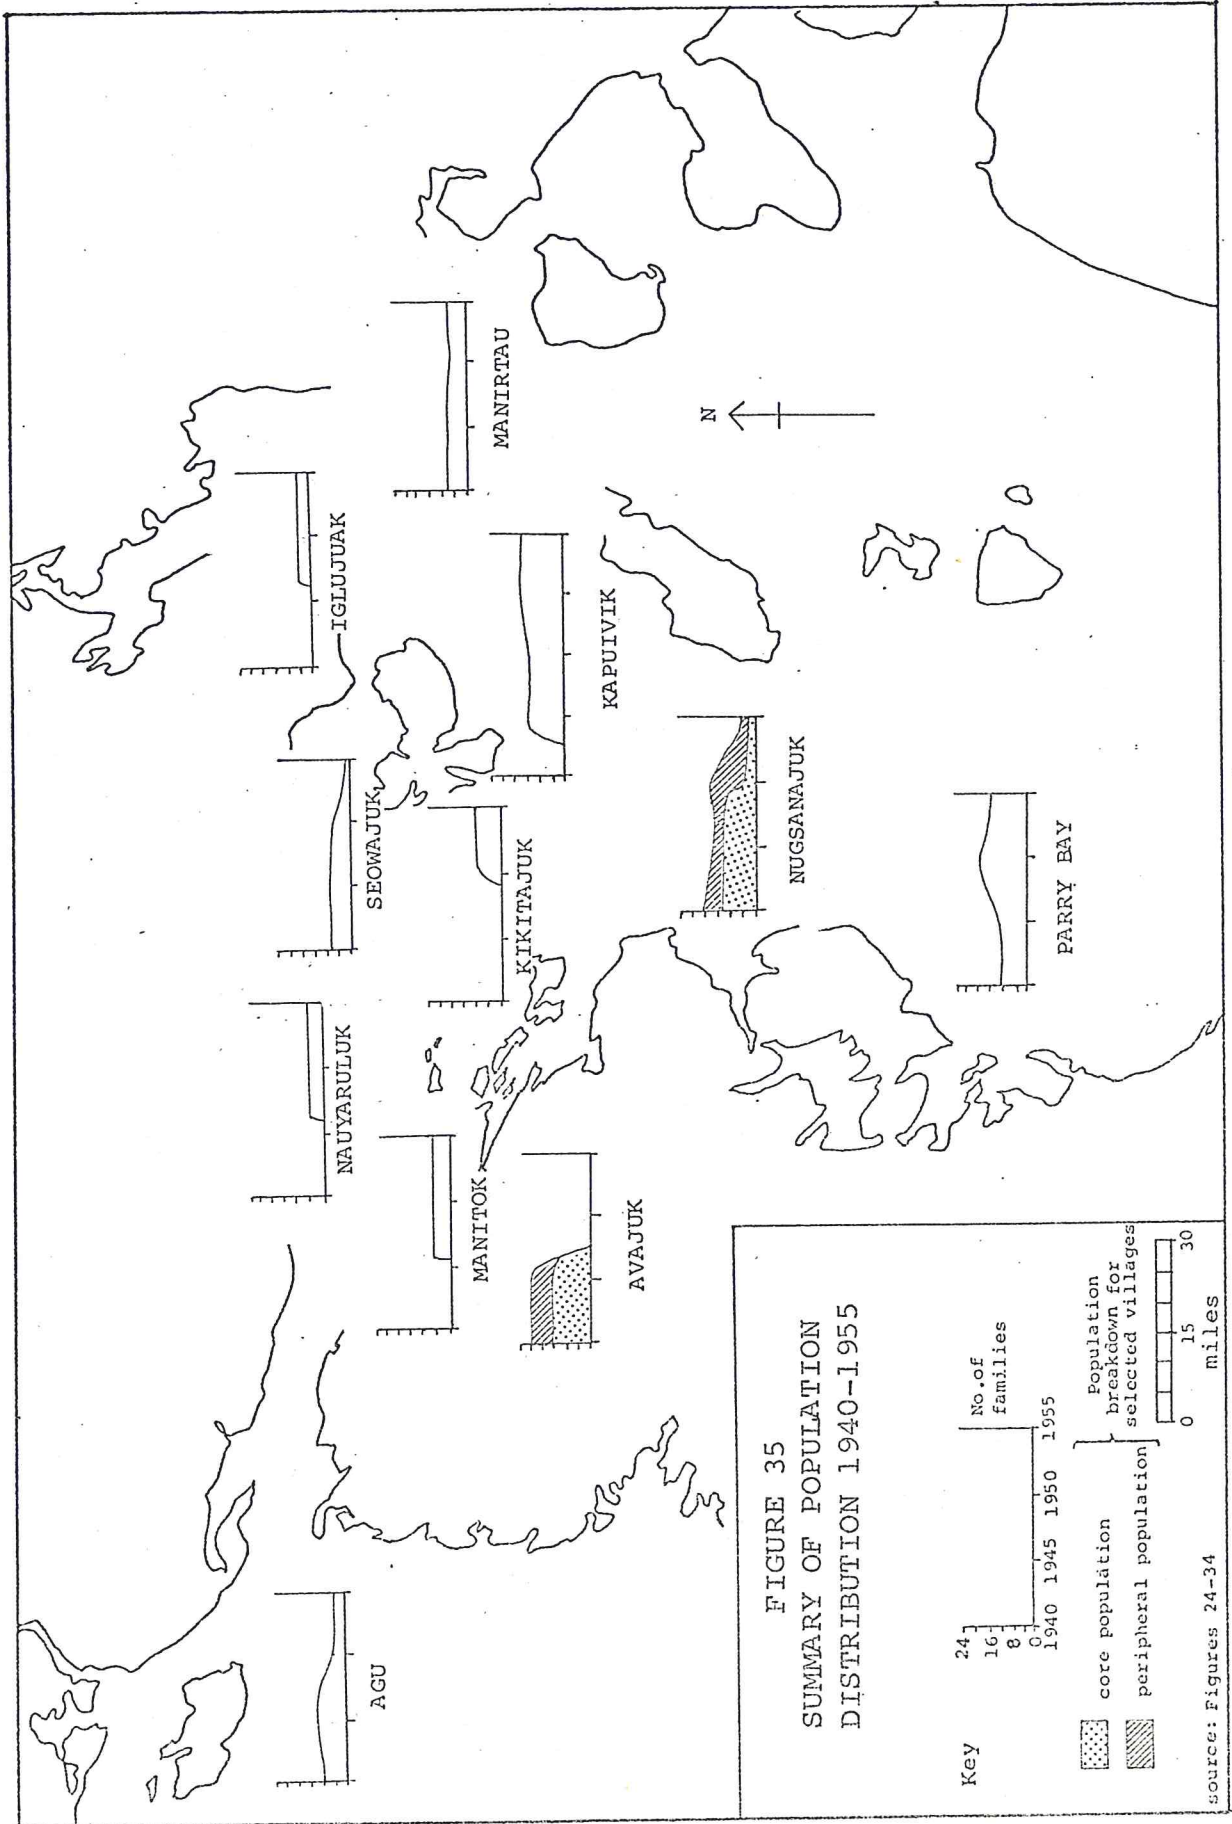 AGU
NAUYARULUK
MANITOK
AVAJUK
SEOWAJUK
KIKITAJUK
IGLUJUAK
KAPUIVIK
MANIRTAU
NUGSANAJUK
PARRY BAY
N
FIGURE 35
SUMMARY OF POPULATION
DISTRIBUTION 1940-1955
Key
24
16
8
0
1940 1945 1950 1955
No.of
families
core population
peripheral population
Population
breakdown for
selected villages
0 15 30
miles
source: Figures 24-34